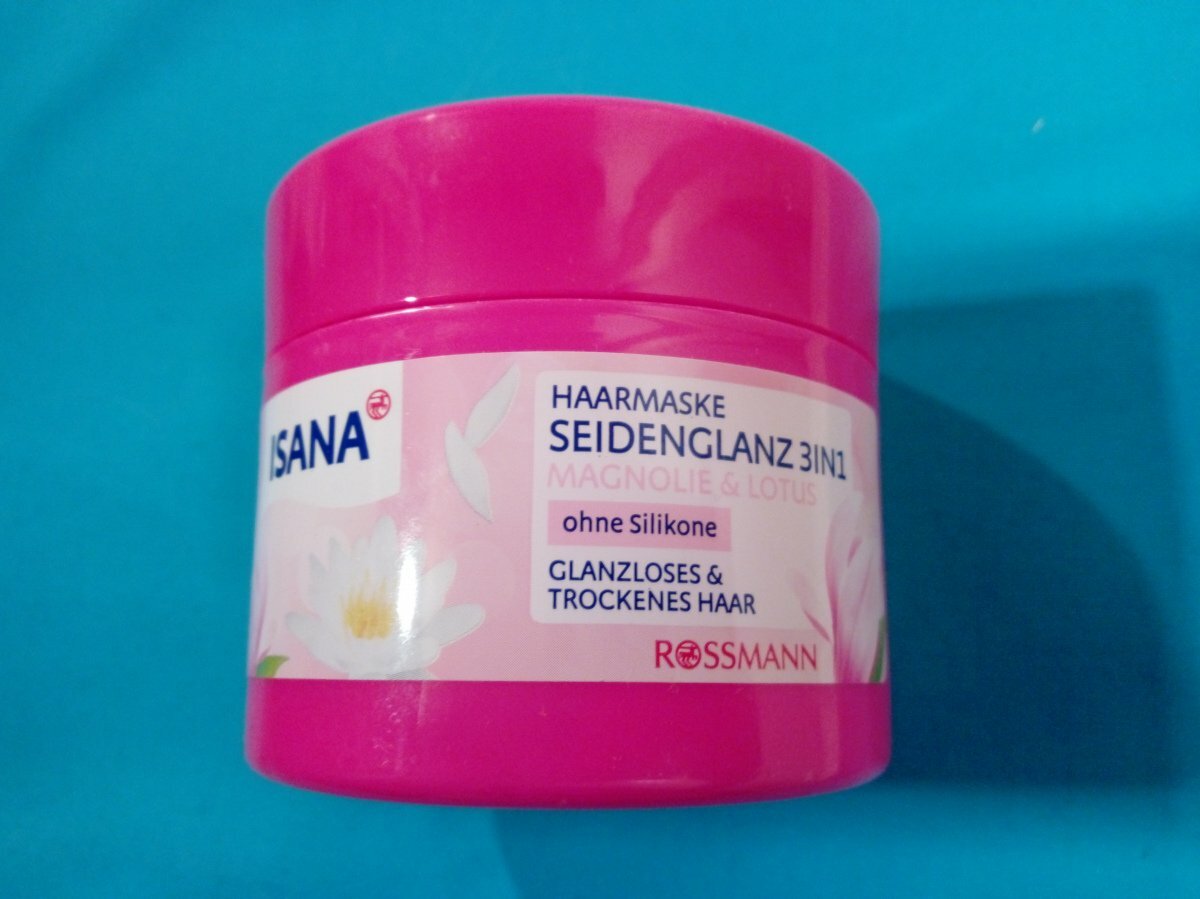 ISANA
HAARMASKE
SEIDENGLANZ 3IN1
MAGNOLIE & LOTUS
ohne Silikone
GLANZLOSES &
TROCKENES HAAR
ROSSMANN